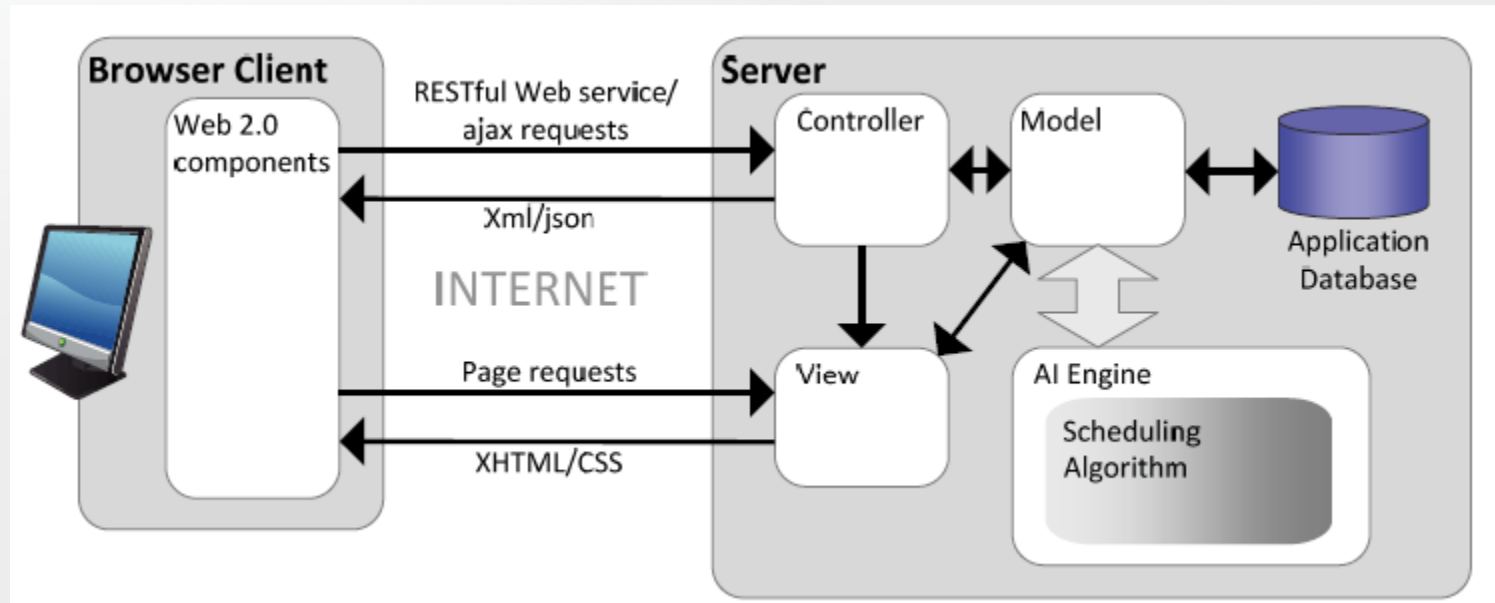 Browser Client
Web 2.0
components
RESTful Web service/
ajax requests
Xml/json
INTERNET
Page requests
XHTML/CSS
Server
Controller
Model
Application
Database
View
AI Engine
Scheduling
Algorithm